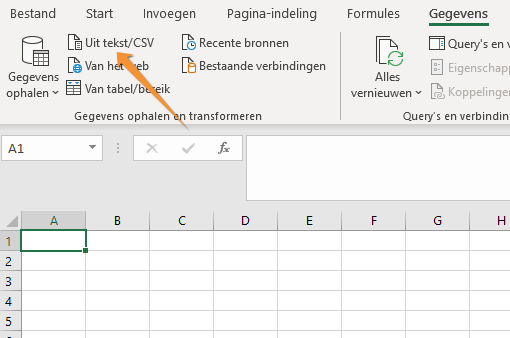 Bestand Start Invoegen Pagina-indeling Formules Gegevens
Uit tekst/CSV Recente bronnen Query's en v
Gegevens ophalen Van het web Bestaande verbindingen Alles vernieuwen Eigenschapp
Van tabel/bereik Koppelingen
Gegevens ophalen en transformeren Query's en verbindin
A1 fx
A B C D E F G H
1
2
3
4
5